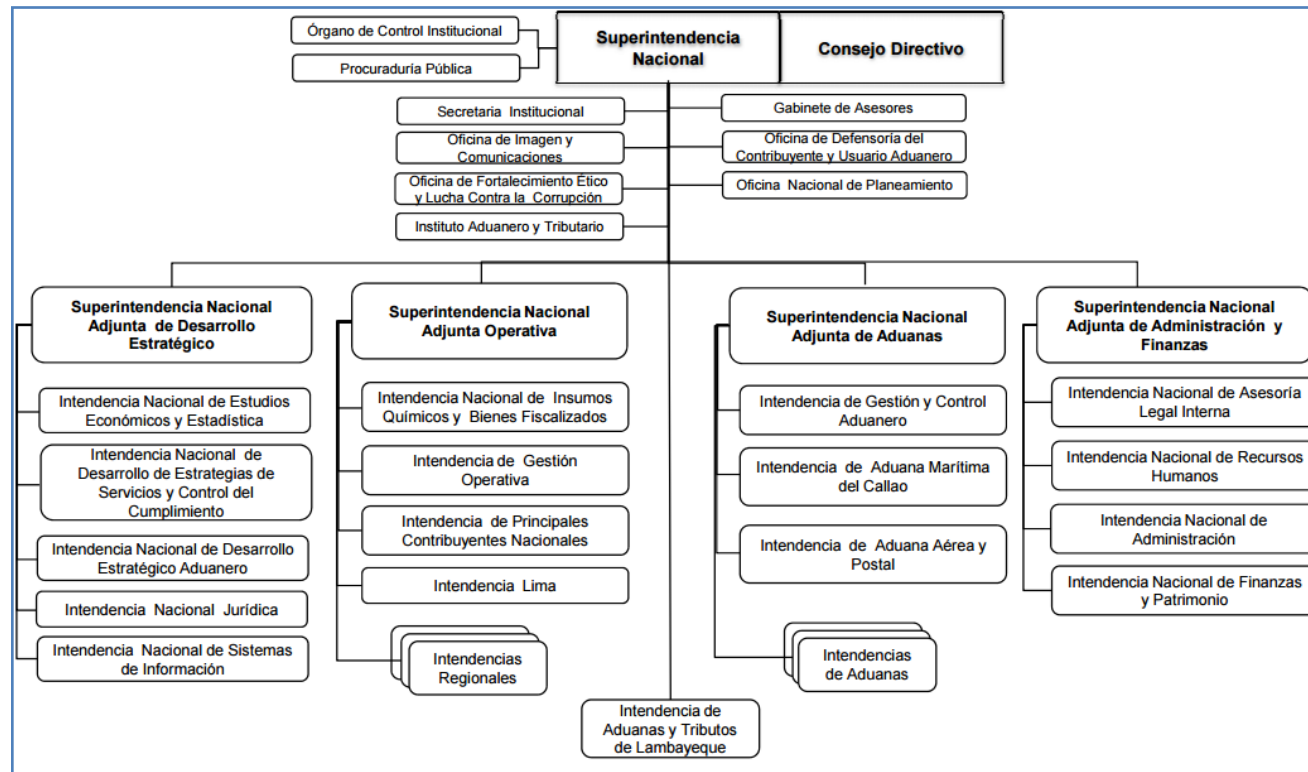 Órgano de Control Institucional
Procuraduría Pública
Superintendencia
Nacional
Consejo Directivo
Secretaria Institucional
Gabinete de Asesores
Oficina de Imagen y
Comunicaciones
Oficina de Defensoría del
Contribuyente y Usuario Aduanero
Oficina de Fortalecimiento Ético
y Lucha Contra la Corrupción
Oficina Nacional de Planeamiento
Instituto Aduanero y Tributario
Superintendencia Nacional
Adjunta de Desarrollo
Estratégico
Intendencia Nacional de Estudios
Económicos y Estadística
Intendencia Nacional de
Desarrollo de Estrategias de
Servicios y Control del
Cumplimiento
Intendencia Nacional de Desarrollo
Estratégico Aduanero
Intendencia Nacional Jurídica
Intendencia Nacional de Sistemas
de Información
Superintendencia Nacional
Adjunta Operativa
Intendencia Nacional de Insumos
Químicos y Bienes Fiscalizados
Intendencia de Gestión
Operativa
Intendencia de Principales
Contribuyentes Nacionales
Intendencia Lima
Intendencias
Regionales
Superintendencia Nacional
Adjunta de Aduanas
Intendencia de Gestión y Control
Aduanero
Intendencia de Aduana Marítima
del Callao
Intendencia de Aduana Aérea y
Postal
Intendencias
de Aduanas
Superintendencia Nacional
Adjunta de Administración y
Finanzas
Intendencia Nacional de Asesoría
Legal Interna
Intendencia Nacional de Recursos
Humanos
Intendencia Nacional de
Administración
Intendencia Nacional de Finanzas
y Patrimonio
Intendencia de
Aduanas y Tributos
de Lambayeque